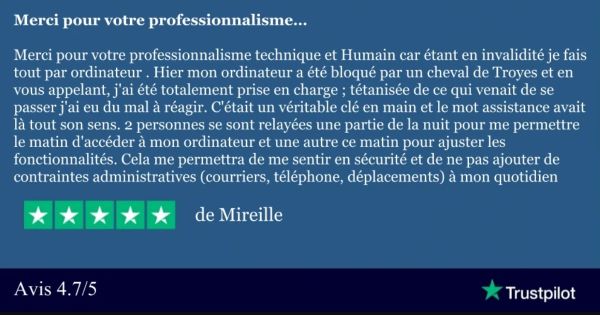 Merci pour votre professionnalisme...
Merci pour votre professionnalisme technique et Humain car étant en invalidité je fais
tout par ordinateur . Hier mon ordinateur a été bloqué par un cheval de Troyes et en
vous appelant, j'ai été totalement prise en charge ; tétanisée de ce qui venait de se
passer j'ai eu du mal à réagir. C'était un véritable clé en main et le mot assistance avait
là tout son sens. 2 personnes se sont relayées une partie de la nuit pour me permettre
le matin d'accéder à mon ordinateur et une autre ce matin pour ajuster les
fonctionnalités. Cela me permettra de me sentir en sécurité et de ne pas ajouter de
contraintes administratives (courriers, téléphone, déplacements) à mon quotidien
de Mireille
Avis 4.7/5
Trustpilot